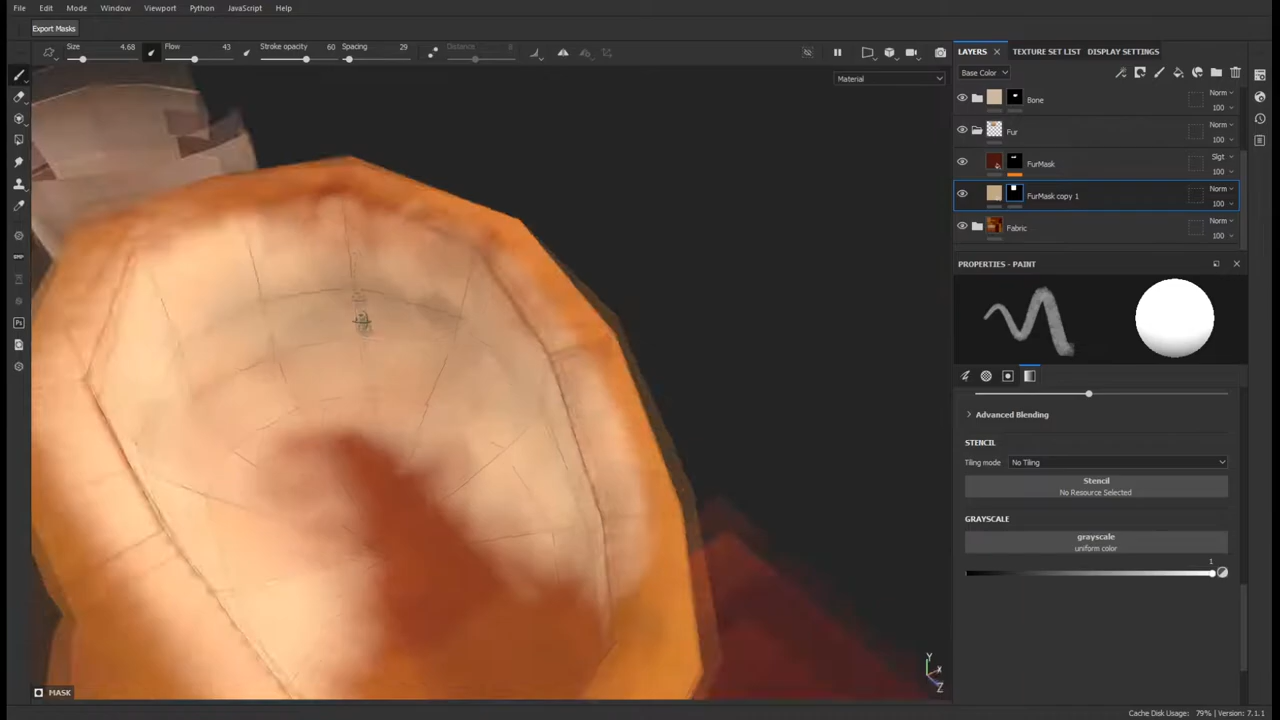 File Edit Mode Window Viewport Python JavaScript Help
Export Masks
Size 4.68 Flow 43 Stroke opacity 60 Spacing 29 Distance 8
Material
LAYERS TEXTURE SET LIST DISPLAY SETTINGS
Base Color
Bone Norm 100
Fur Norm 100
FurMask Slgt 100
FurMask copy 1 Norm 100
Fabric Norm 100
PROPERTIES - PAINT
Advanced Blending
STENCIL
Tiling mode No Tiling
Stencil
No Resource Selected
GRAYSCALE
grayscale
uniform color
1
Y
X
Z
MASK
Cache Disk Usage: 79% | Version: 7.1.1